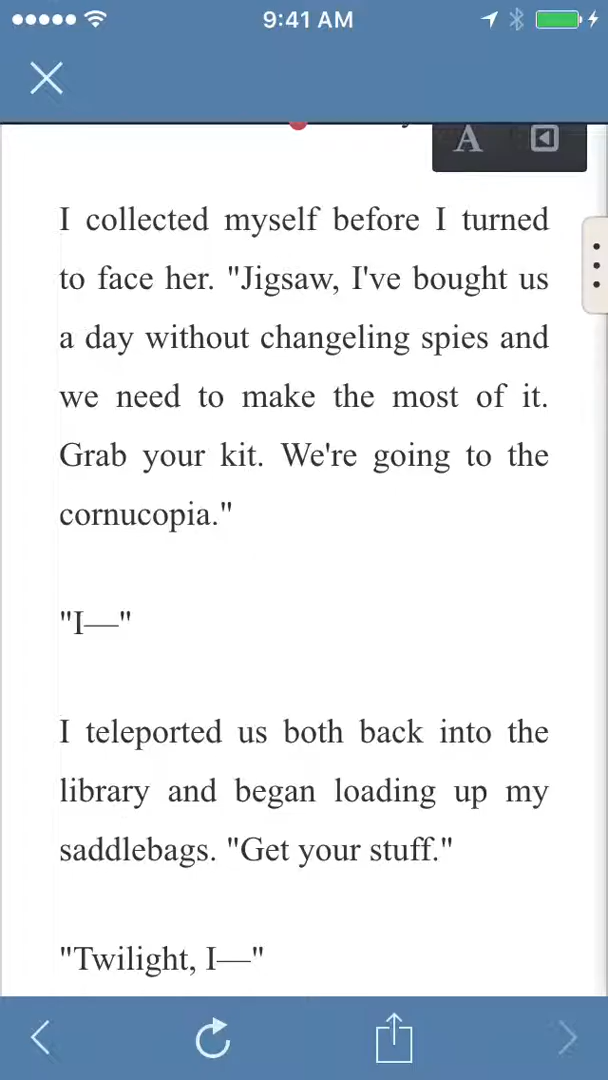 9:41 AM
A
I collected myself before I turned
to face her. "Jigsaw, I've bought us
a day without changeling spies and
we need to make the most of it.
Grab your kit. We're going to the
cornucopia."
"I—"
I teleported us both back into the
library and began loading up my
saddlebags. "Get your stuff."
"Twilight, I—"